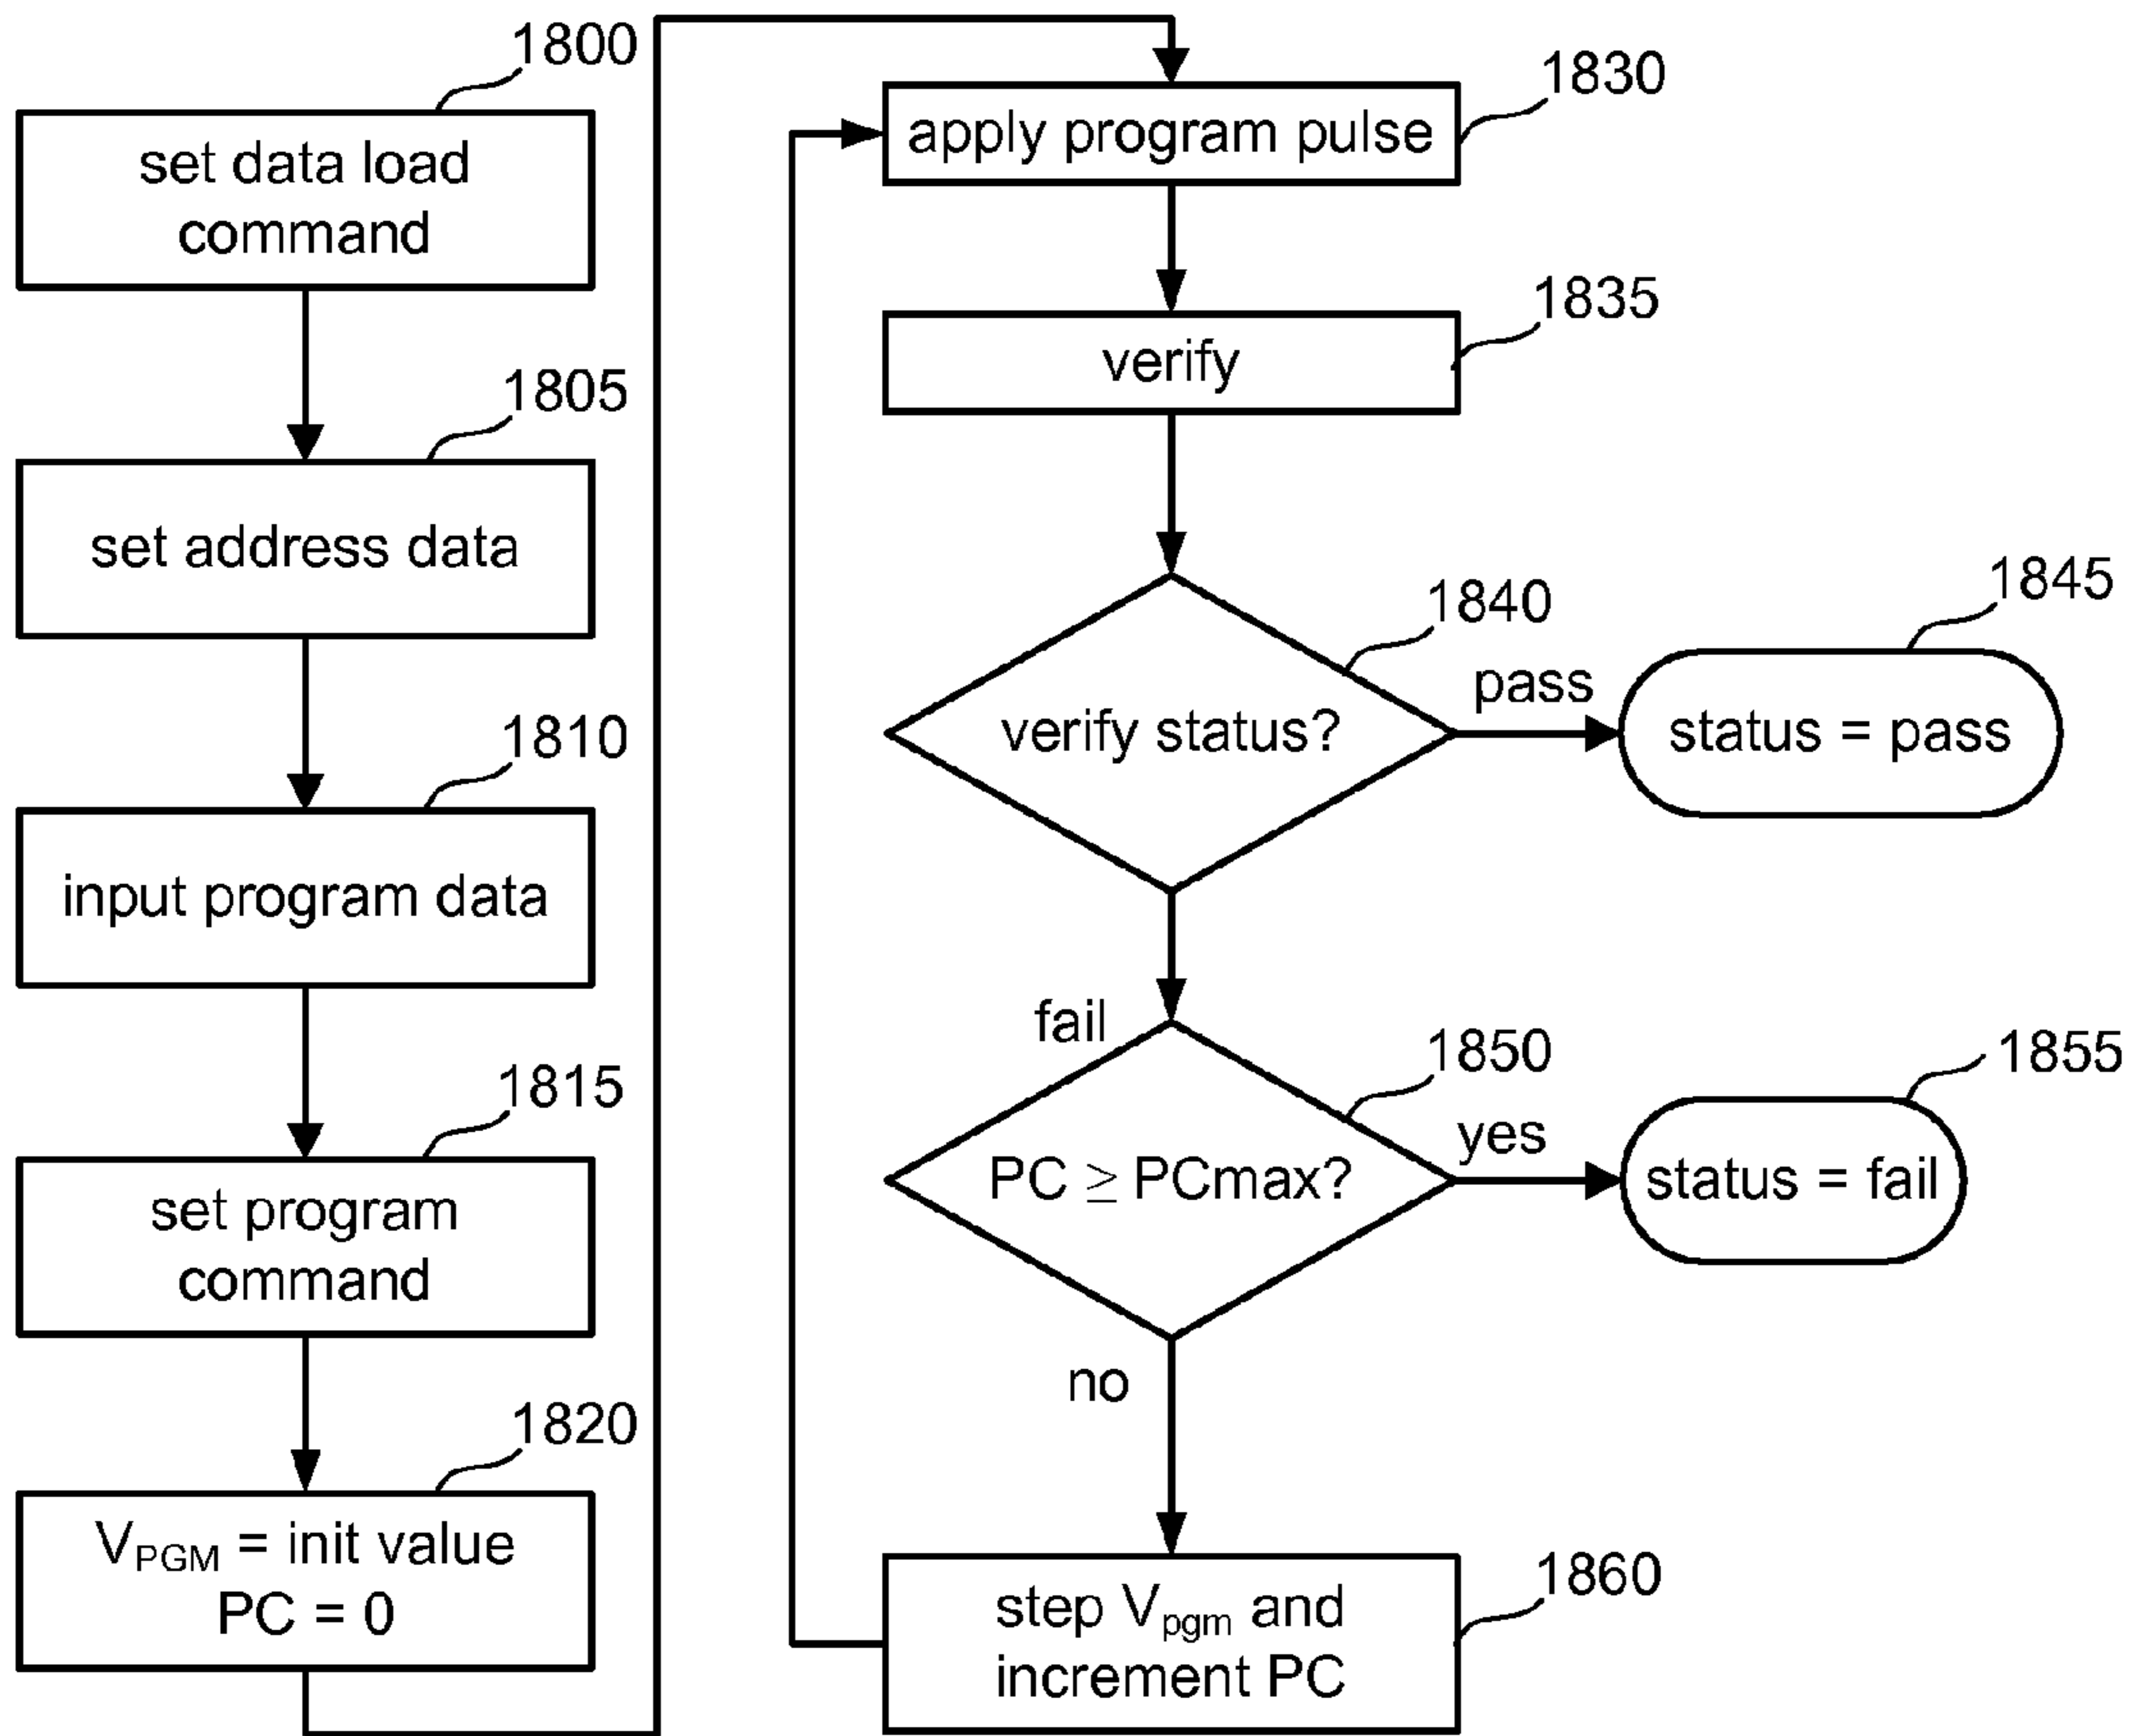 1800
set data load
command
1805
set address data
1810
input program data
1815
set program
command
1820
V_PGM = init value
PC = 0
1830
apply program pulse
1835
verify
1840
verify status?
pass
1845
status = pass
fail
1850
PC ≥ PCmax?
yes
1855
status = fail
no
1860
step V_pgm and
increment PC